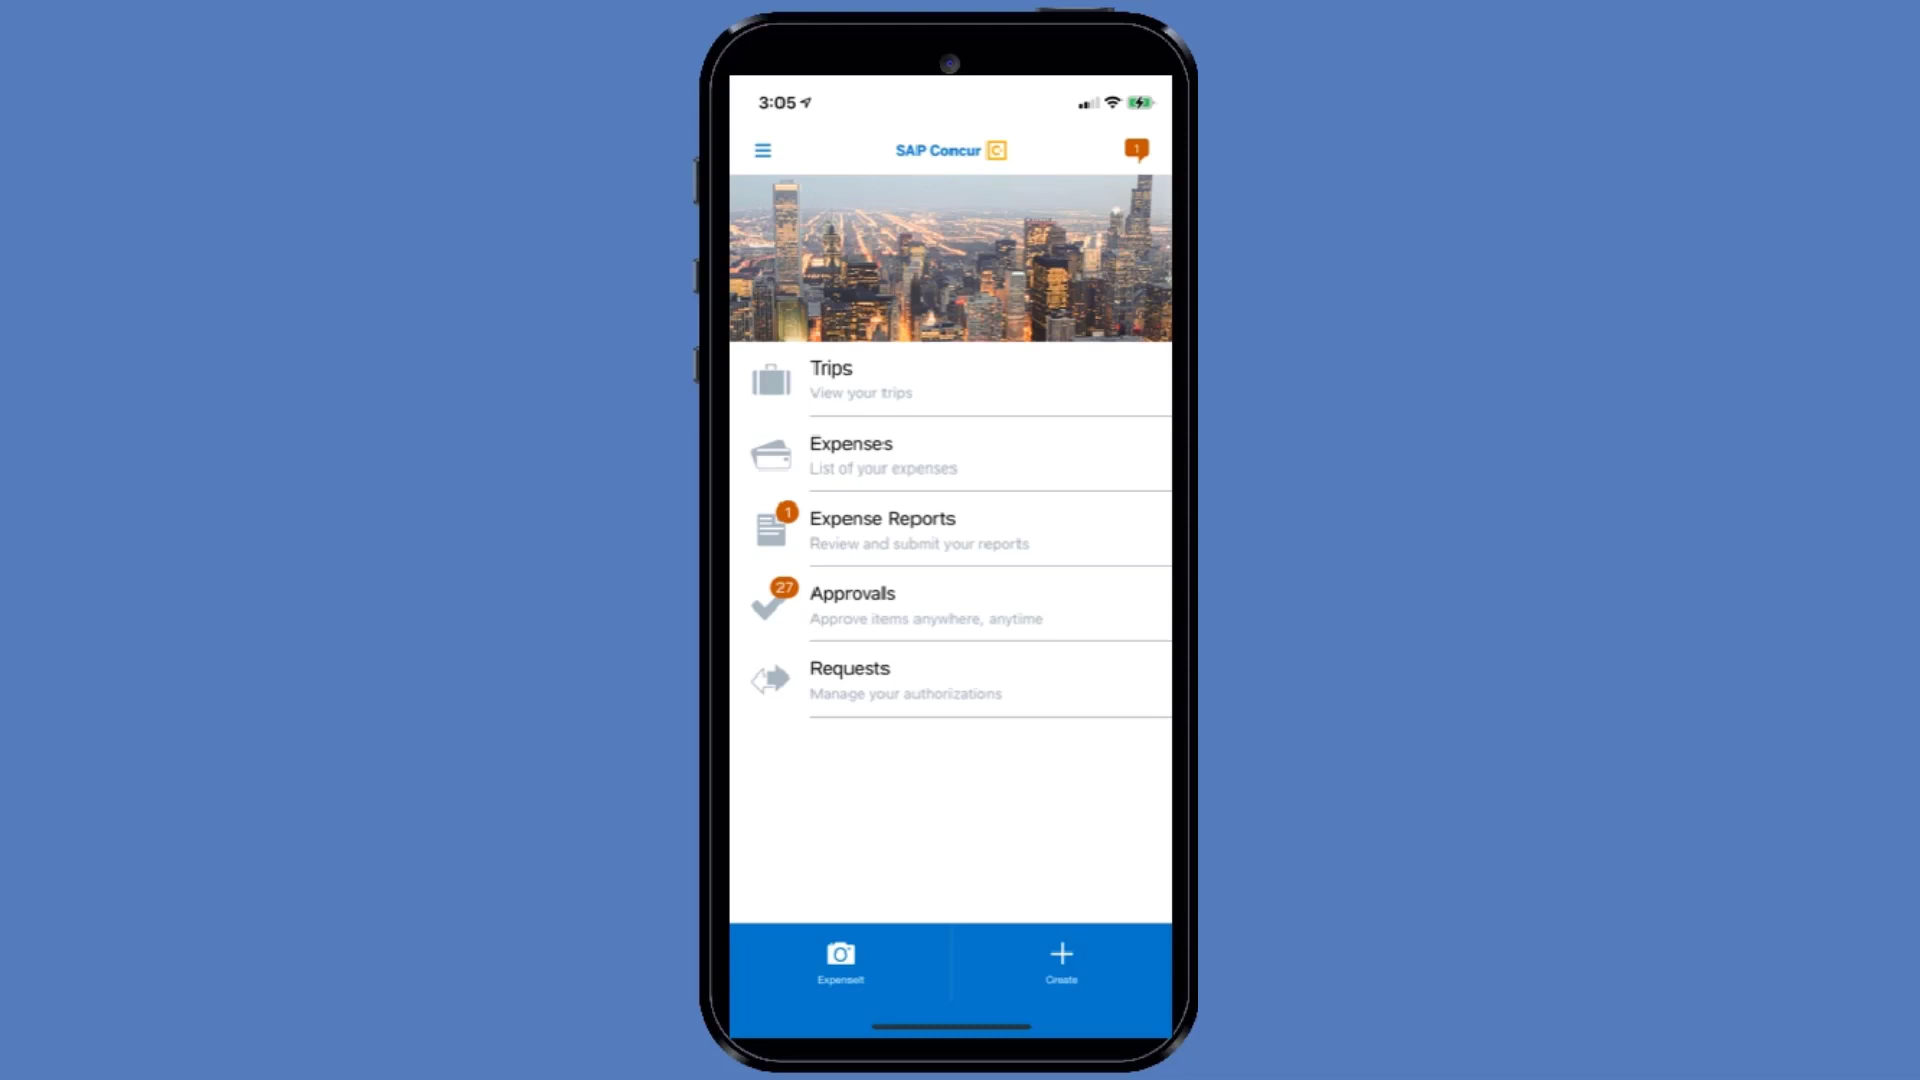 3:05
SAP Concur C
1
Trips
View your trips
Expenses
List of your expenses
1
Expense Reports
Review and submit your reports
27
Approvals
Approve items anywhere, anytime
Requests
Manage your authorizations
ExpenseIt
Create